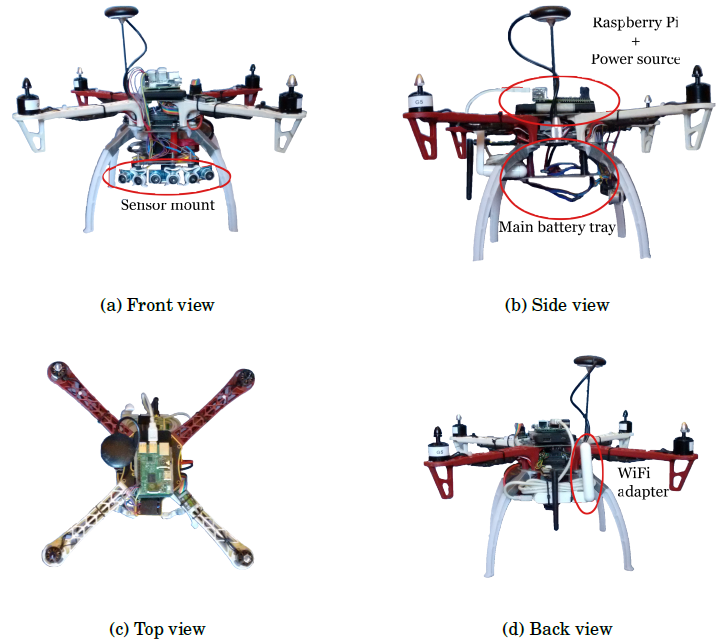 Raspberry Pi
+
Power source
Sensor mount
Main battery tray
(a) Front view
(b) Side view
WiFi
adapter
(c) Top view
(d) Back view